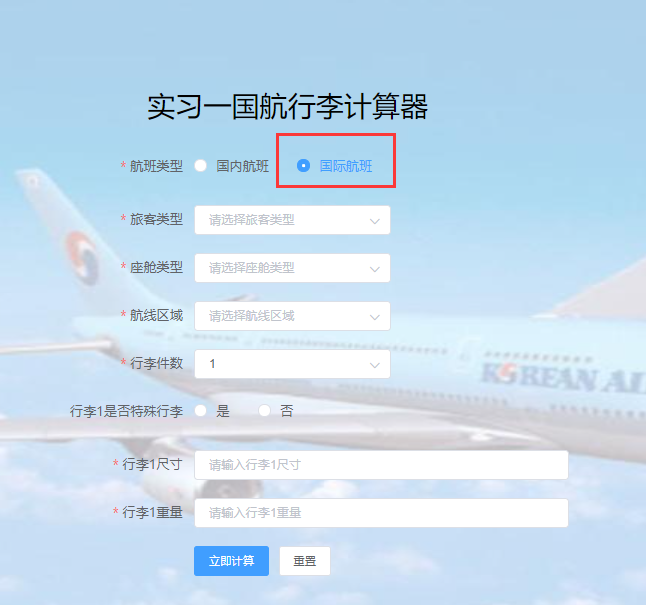 实习一国航行李计算器
* 航班类型 国内航班 国际航班
* 旅客类型 请选择旅客类型
* 座舱类型 请选择座舱类型
* 航线区域 请选择航线区域
* 行李件数 1
行李1是否特殊行李 是 否
KOREAN AI
* 行李1尺寸 请输入行李1尺寸
* 行李1重量 请输入行李1重量
立即计算 重置